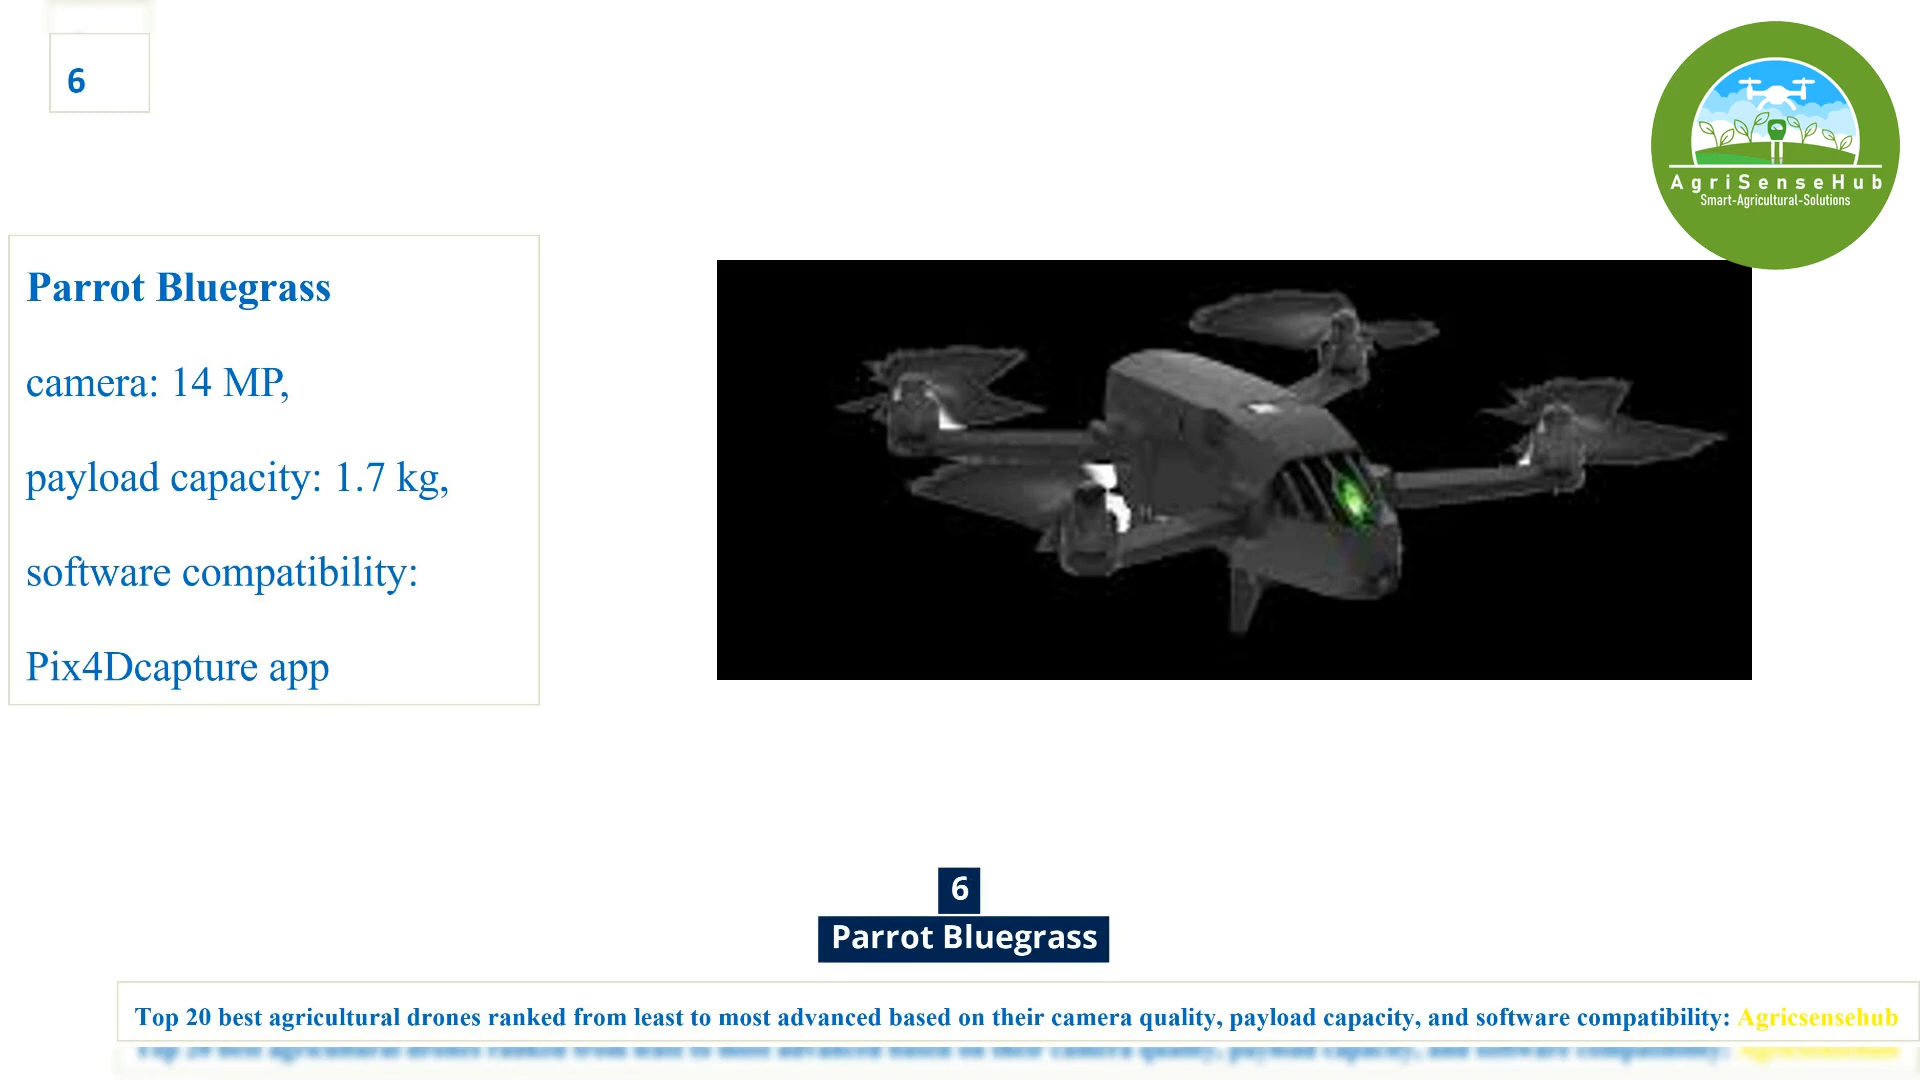 6
AgriSenseHub
Smart-Agricultural-Solutions
Parrot Bluegrass
camera: 14 MP,
payload capacity: 1.7 kg,
software compatibility:
Pix4Dcapture app
6
Parrot Bluegrass
Top 20 best agricultural drones ranked from least to most advanced based on their camera quality, payload capacity, and software compatibility: Agricsensehub